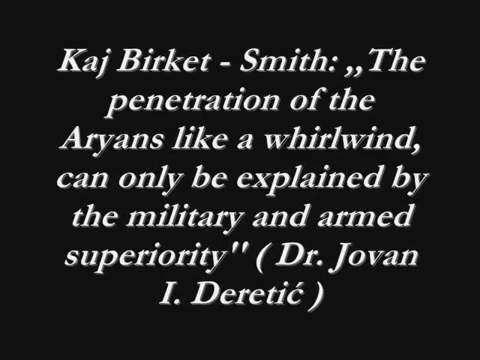 Kaj Birket - Smith: ,,The
penetration of the
Aryans like a whirlwind,
can only be explained by
the military and armed
superiority" ( Dr. Jovan
I. Deretić )